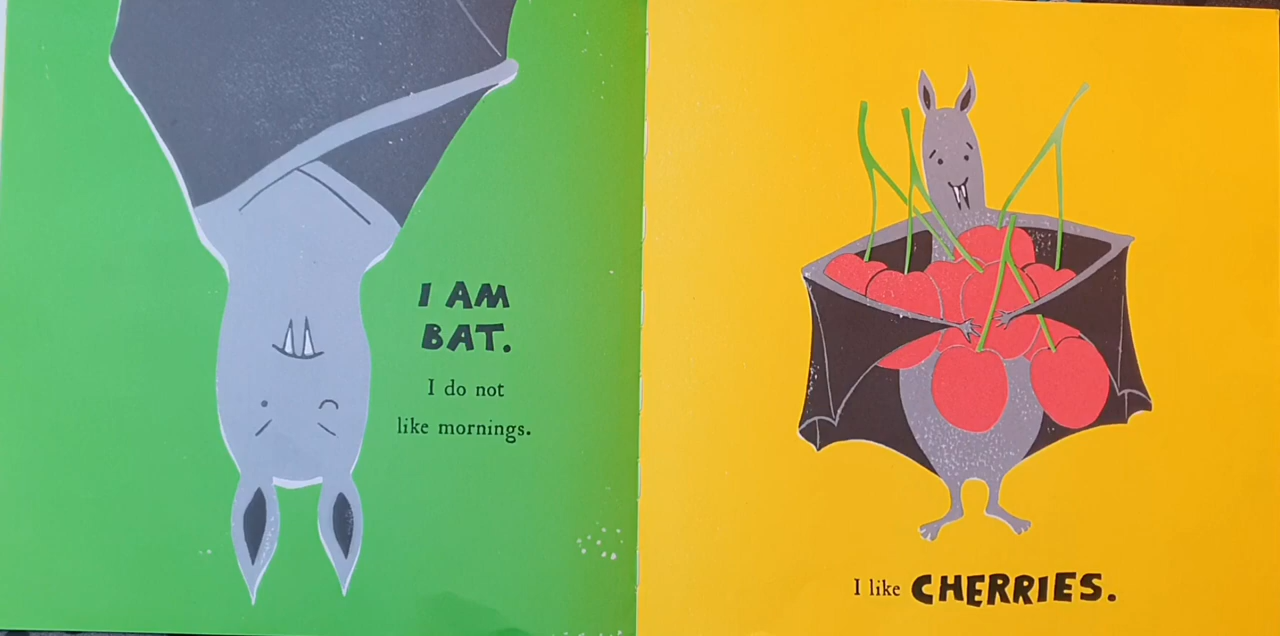 I AM
BAT.
I do not
like mornings.
I like CHERRIES.